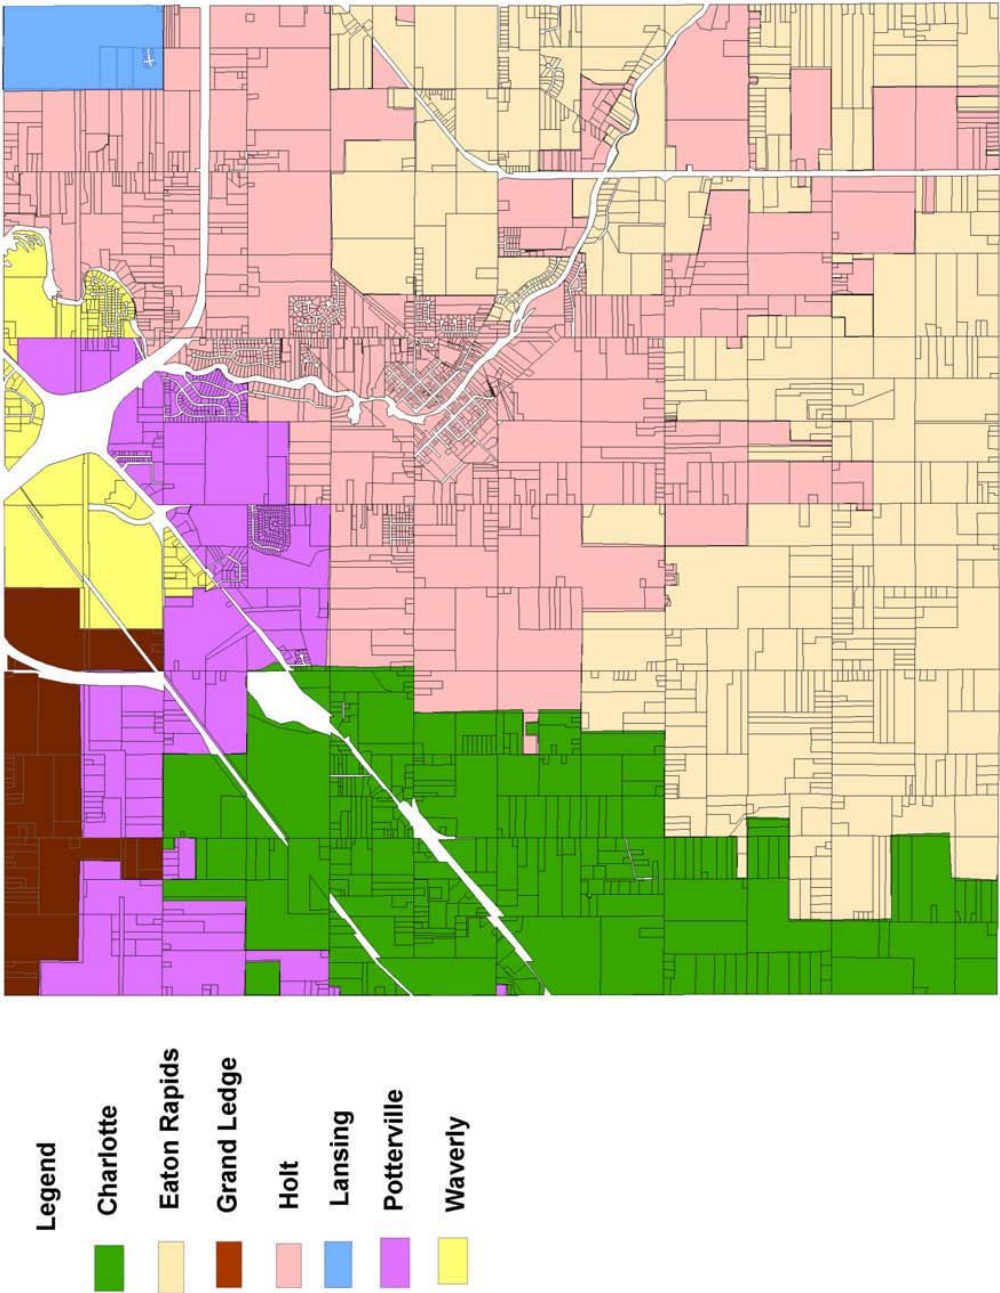 Legend
Charlotte
Eaton Rapids
Grand Ledge
Holt
Lansing
Potterville
Waverly